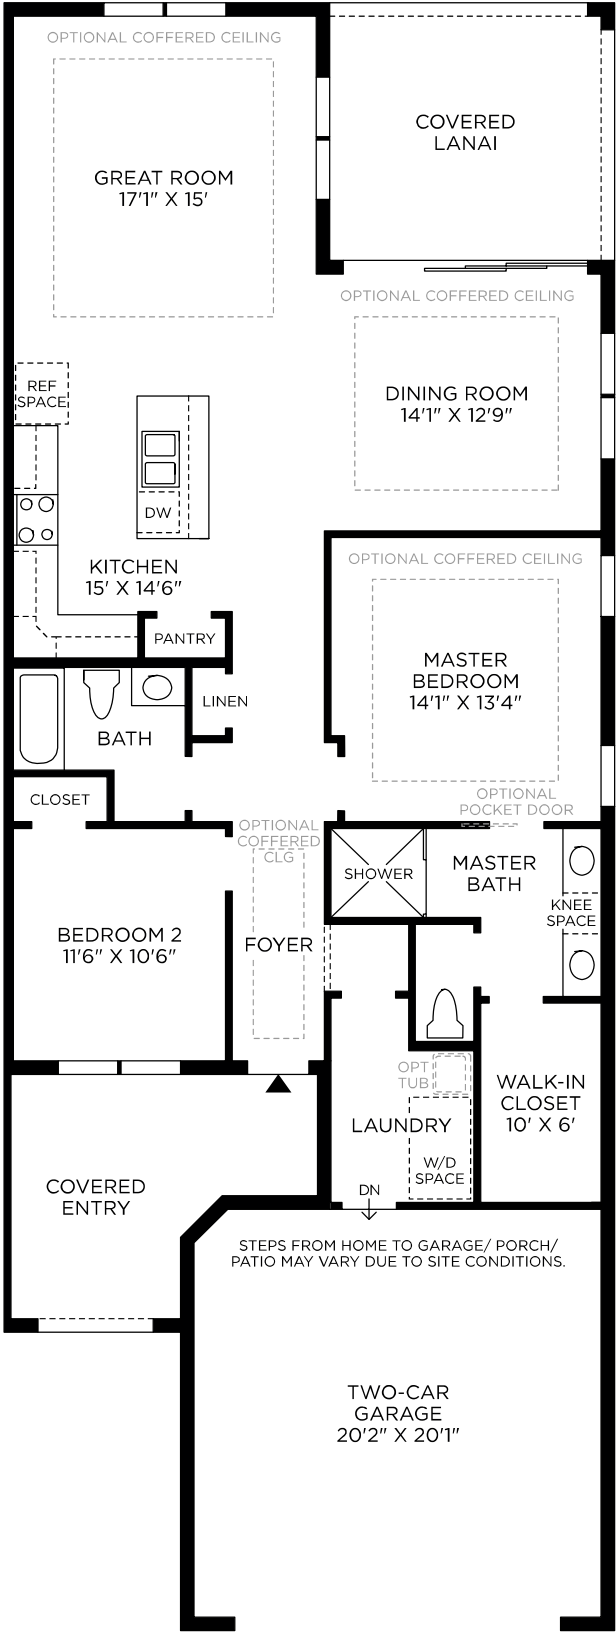 OPTIONAL COFFERED CEILING
COVERED
LANAI
GREAT ROOM
17'1" X 15'
OPTIONAL COFFERED CEILING
REF
SPACE
DINING ROOM
14'1" X 12'9"
DW
KITCHEN
15' X 14'6"
OPTIONAL COFFERED CEILING
PANTRY
MASTER
BEDROOM
14'1" X 13'4"
LINEN
BATH
CLOSET
OPTIONAL
POCKET DOOR
OPTIONAL
COFFERED
CLG
SHOWER
MASTER
BATH
KNEE
SPACE
BEDROOM 2
11'6" X 10'6"
FOYER
OPT
TUB
WALK-IN
CLOSET
10' X 6'
LAUNDRY
W/D
SPACE
COVERED
ENTRY
DN
STEPS FROM HOME TO GARAGE/ PORCH/
PATIO MAY VARY DUE TO SITE CONDITIONS.
TWO-CAR
GARAGE
20'2" X 20'1"